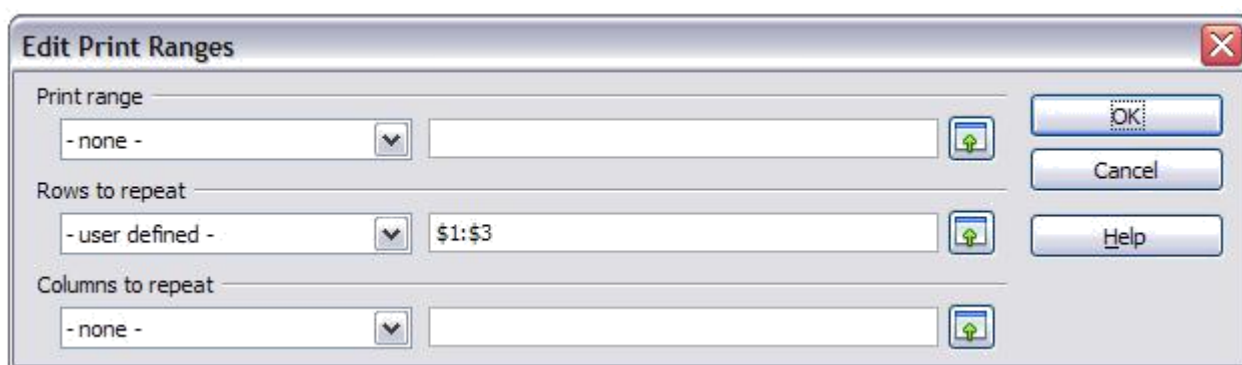 Edit Print Ranges
Print range
- none -
OK
Cancel
Rows to repeat
- user defined -
$1:$3
Help
Columns to repeat
- none -